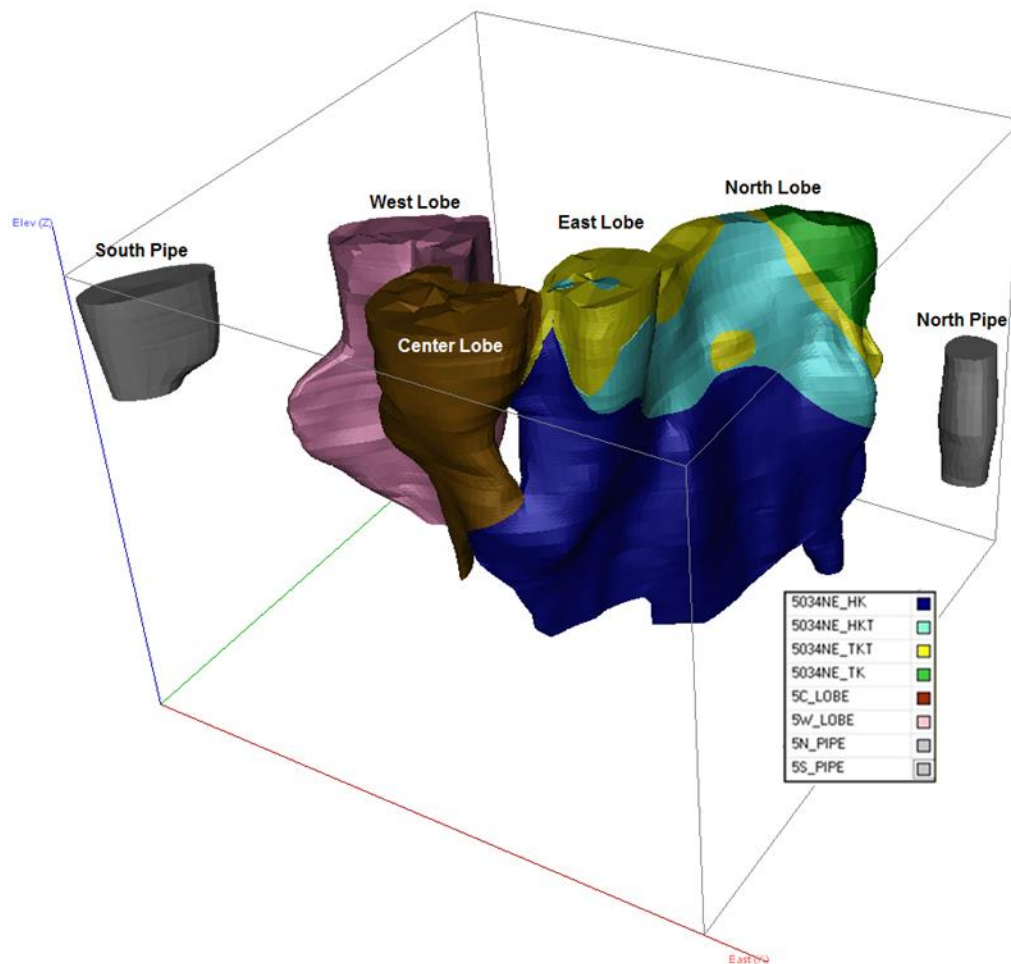 North Lobe
West Lobe
East Lobe
Elev (Z)
South Pipe
North Pipe
Center Lobe
5034NE_HK
5034NE_HKT
5034NE_TKT
5034NE_TK
5C_LOBE
5W_LOBE
5N_PIPE
5S_PIPE
East (X)